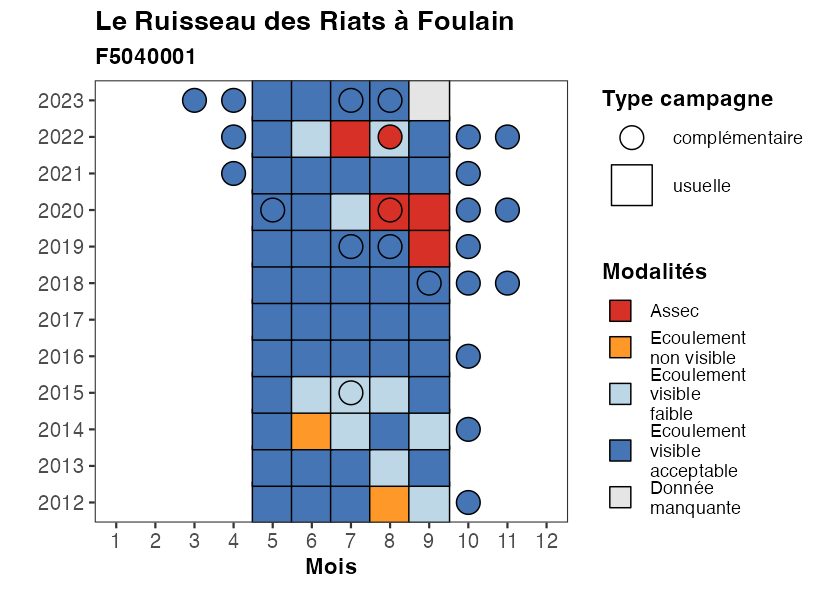 Le Ruisseau des Riats à Foulain
F5040001
2023
2022
2021
2020
2019
2018
2017
2016
2015
2014
2013
2012
1 2 3 4 5 6 7 8 9 10 11 12
Mois
Type campagne
complémentaire
usuelle
Modalités
Assec
Ecoulement
non visible
Ecoulement
visible
faible
Ecoulement
visible
acceptable
Donnée
manquante